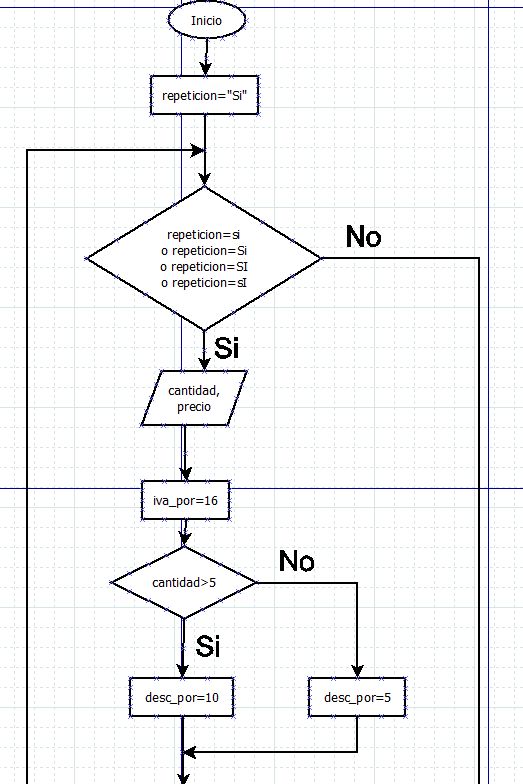 Inicio
repeticion="Si"
repeticion=si
o repeticion=Si
o repeticion=SI
o repeticion=sI
No
Si
cantidad,
precio
iva_por=16
cantidad>5
No
Si
desc_por=10
desc_por=5